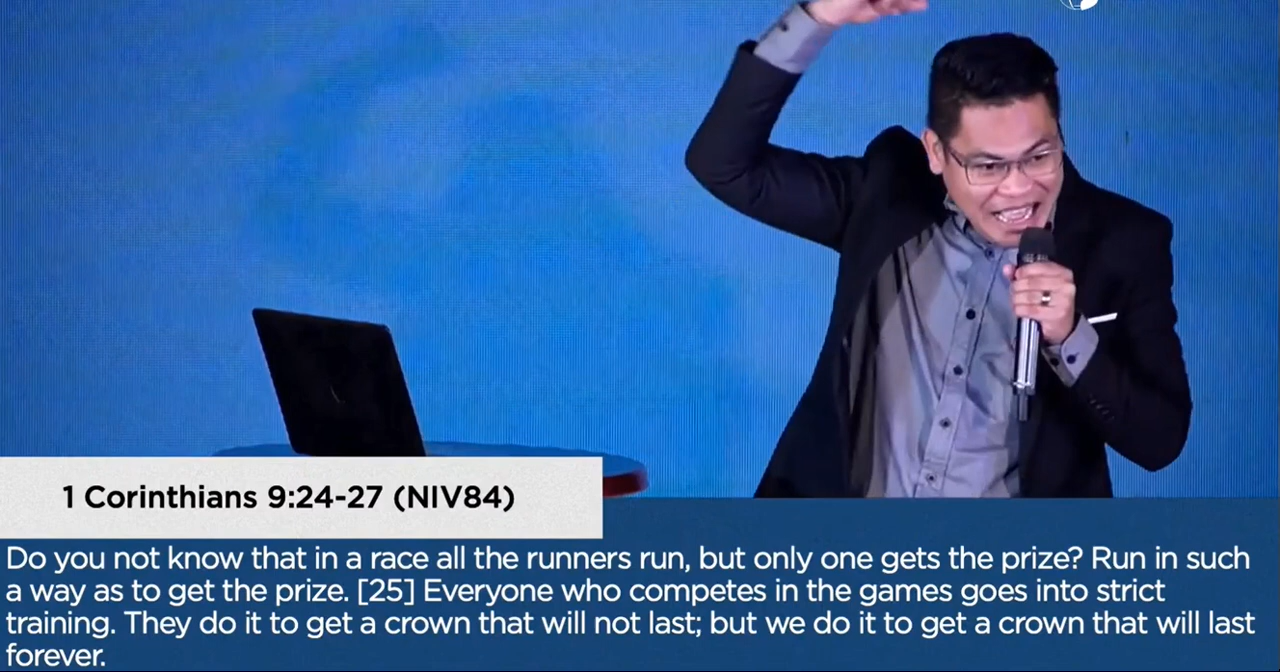 1 Corinthians 9:24-27 (NIV84)
Do you not know that in a race all the runners run, but only one gets the prize? Run in such
a way as to get the prize. [25] Everyone who competes in the games goes into strict
training. They do it to get a crown that will not last; but we do it to get a crown that will last
forever.